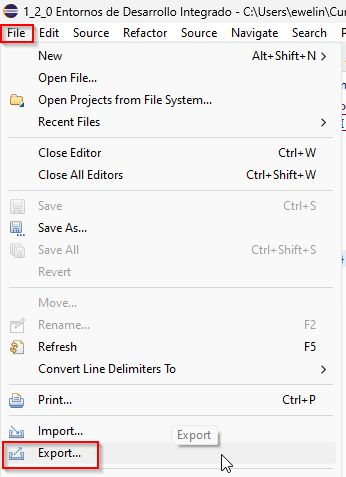 1_2_0 Entornos de Desarrollo Integrado - C:\Users\ewelin\Cur
File Edit Source Refactor Source Navigate Search P
New Alt+Shift+N
Open File...
Open Projects from File System...
Recent Files
Close Editor Ctrl+W
Close All Editors Ctrl+Shift+W
Save Ctrl+S
Save As...
Save All Ctrl+Shift+S
Revert
Move...
Rename... F2
Refresh F5
Convert Line Delimiters To
Print... Ctrl+P
Import...
Export
Export...